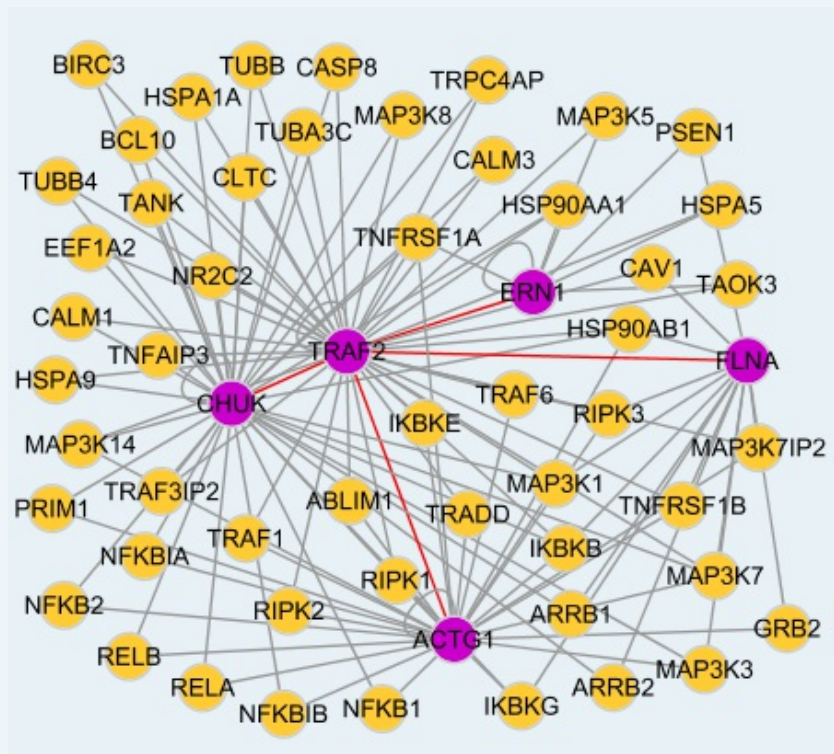 BIRC3
TUBB
CASP8
HSPA1A
TRPC4AP
MAP3K8
MAP3K5
BCL10
TUBA3C
PSEN1
CALM3
TUBB4
TANK
CLTC
HSP90AA1
HSPA5
TNFRSF1A
EEF1A2
NR2C2
CAV1
TAOK3
ERN1
CALM1
HSP90AB1
TNFAIP3
TRAF2
FLNA
HSPA9
CHUK
TRAF6
RIPK3
IKBKE
MAP3K14
MAP3K7IP2
MAP3K1
TRAF3IP2
ABLIM1
TNFRSF1B
PRIM1
TRADD
TRAF1
IKBKB
NFKBIA
RIPK1
MAP3K7
NFKB2
RIPK2
ARRB1
GRB2
ACTG1
RELB
MAP3K3
RELA
ARRB2
NFKBIB
NFKB1
IKBKG